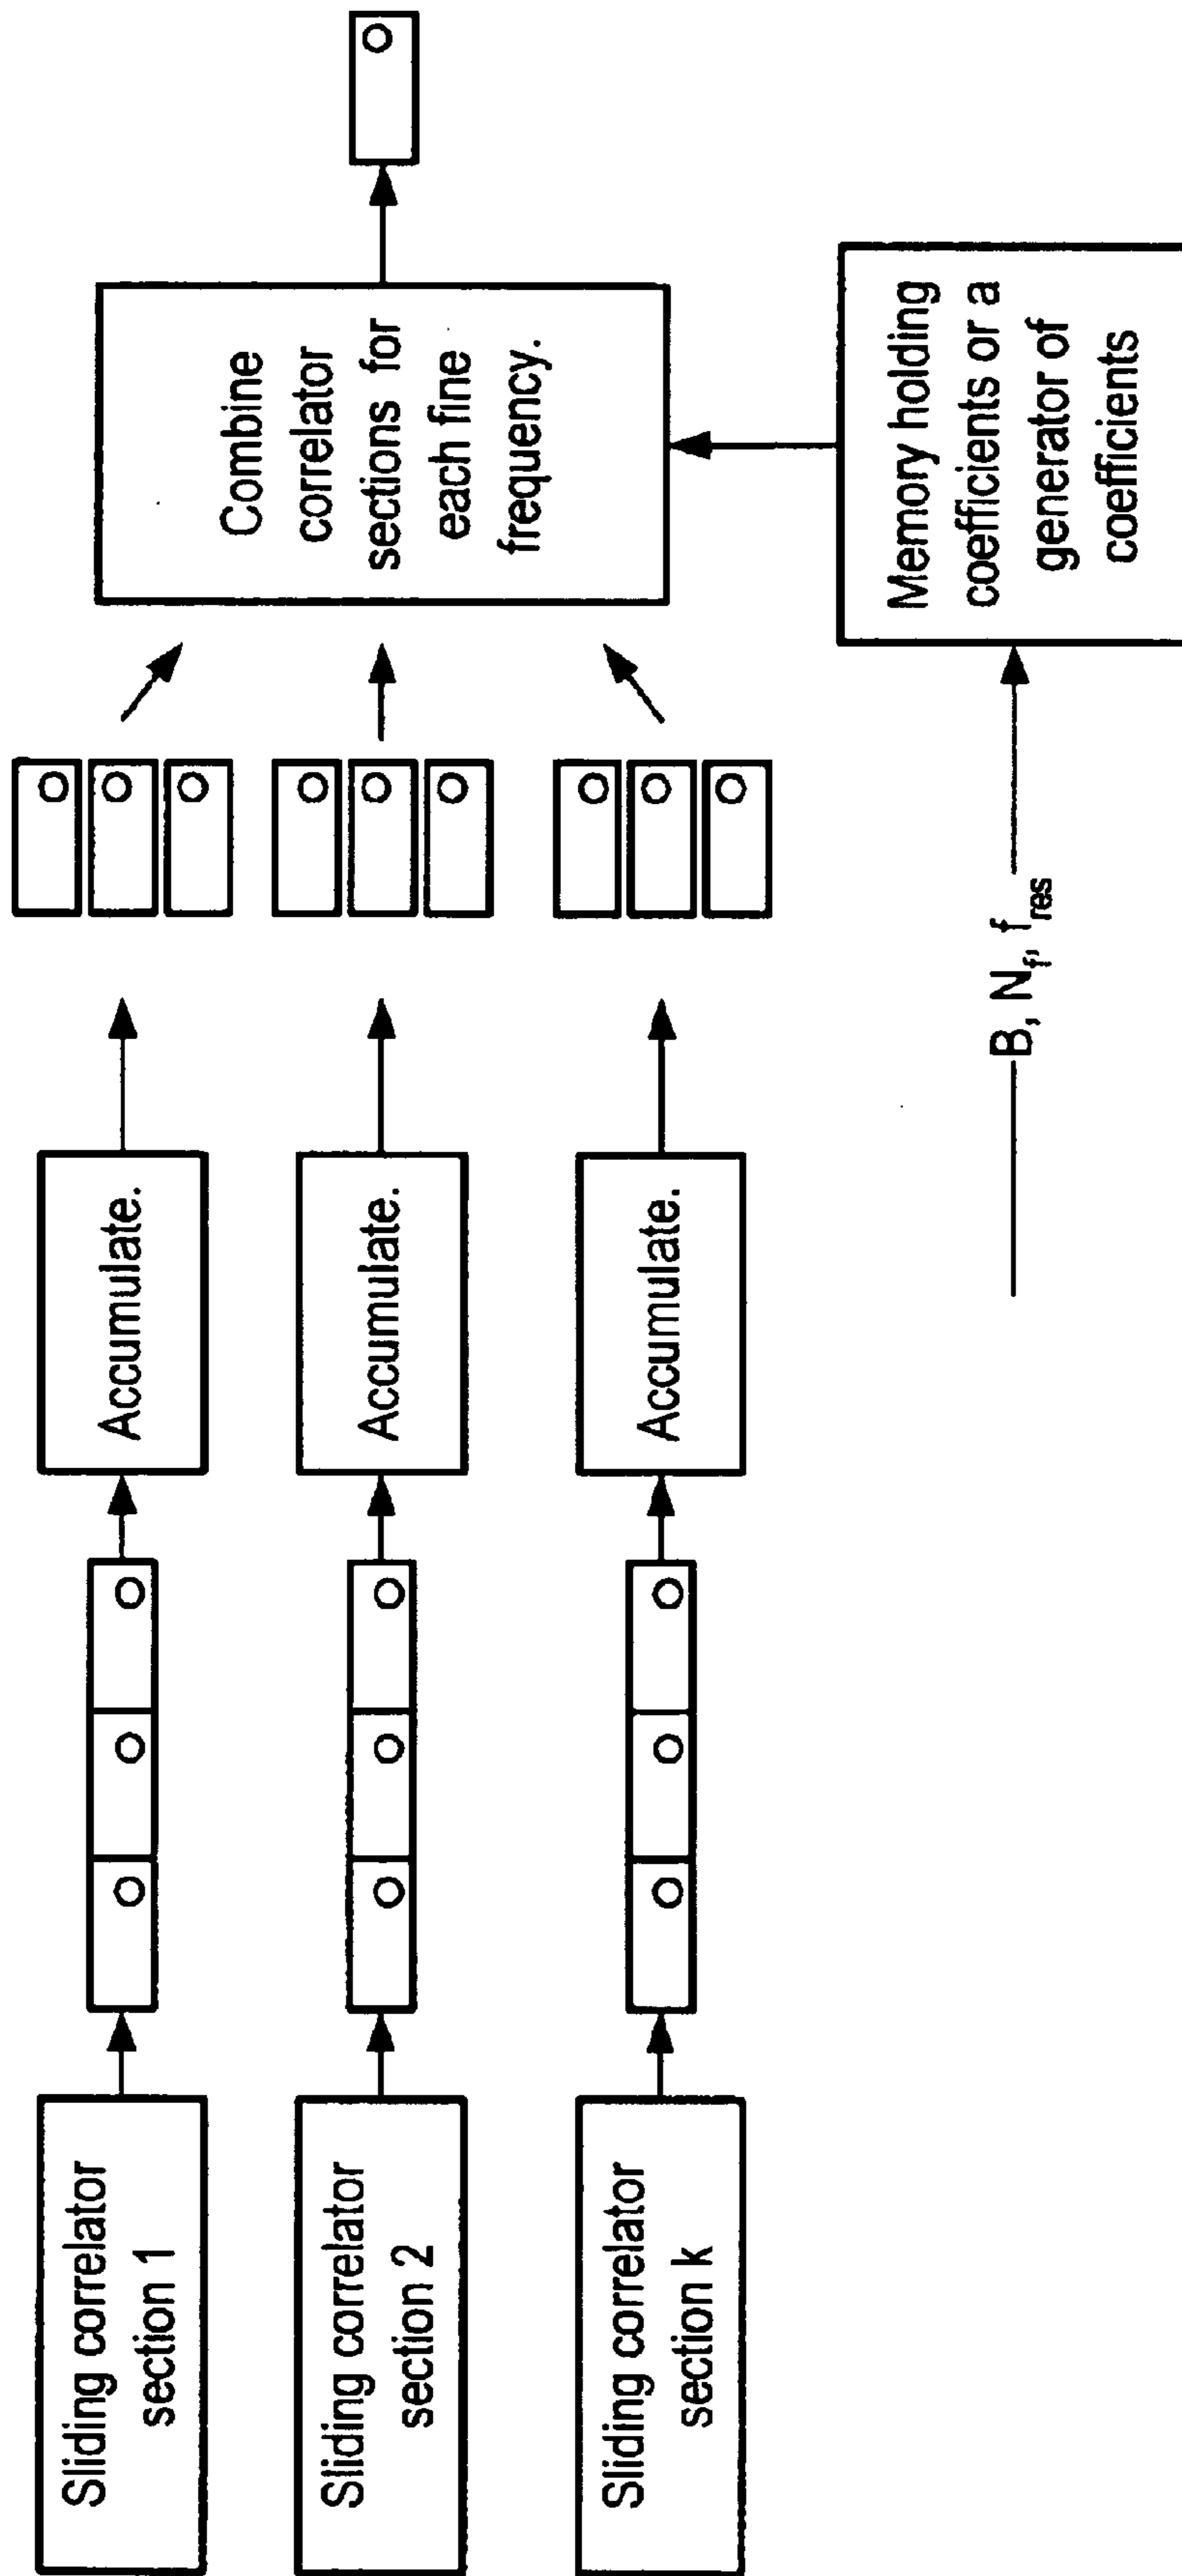 Sliding correlator
section 1
Accumulate.
Sliding correlator
section 2
Accumulate.
Sliding correlator
section k
Accumulate.
Combine
correlator
sections for
each fine
frequency.
B, N_f, f_res
Memory holding
coefficients or a
generator of
coefficients